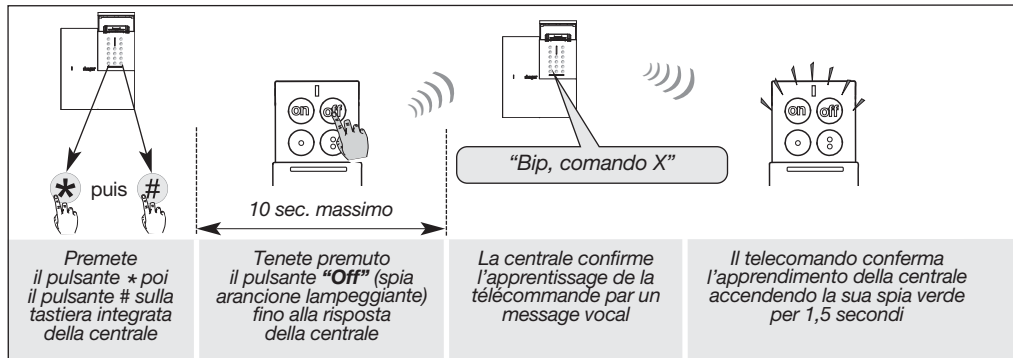 on off
on off
"Bip, comando X"
* puis #
10 sec. massimo
Premete
il pulsante * poi
il pulsante # sulla
tastiera integrata
della centrale
Tenete premuto
il pulsante "Off" (spia
arancione lampeggiante)
fino alla risposta
della centrale
La centrale confirme
l'apprentissage de la
télécommande par un
message vocal
Il telecomando conferma
l'apprendimento della centrale
accendendo la sua spia verde
per 1,5 secondi